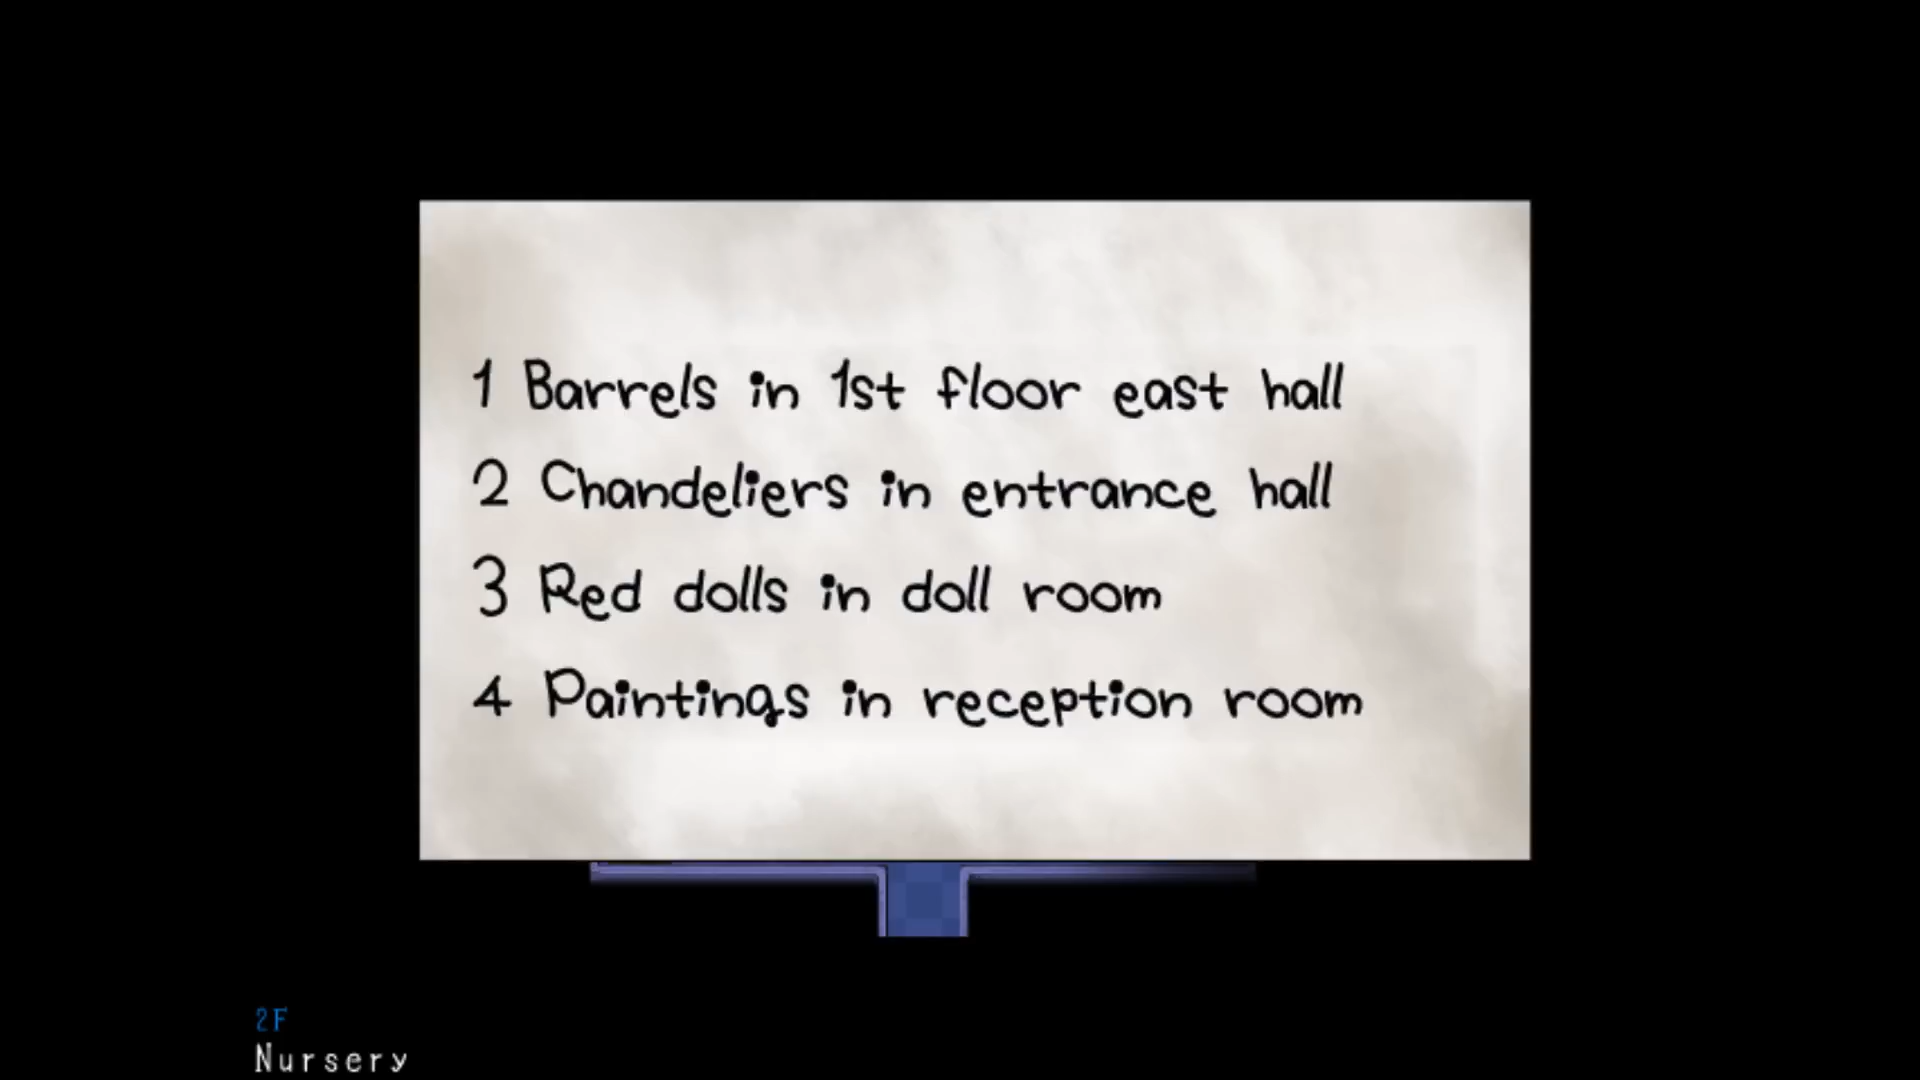 1 Barrels in 1st floor east hall
2 Chandeliers in entrance hall
3 Red dolls in doll room
4 Paintings in reception room
2F
Nursery